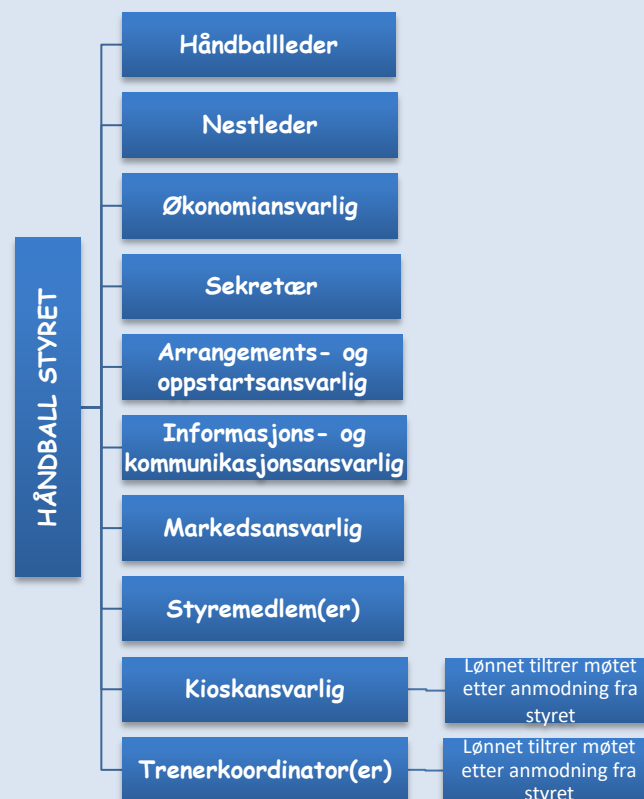 HÅNDBALL STYRET
Håndballleder
Nestleder
Økonomiansvarlig
Sekretær
Arrangements- og
oppstartsansvarlig
Informasjons- og
kommunikasjonsansvarlig
Markedsansvarlig
Styremedlem(er)
Kioskansvarlig
Lønnet tiltrer møtet
etter anmodning fra
styret
Trenerkoordinator(er)
Lønnet tiltrer møtet
etter anmodning fra
styret